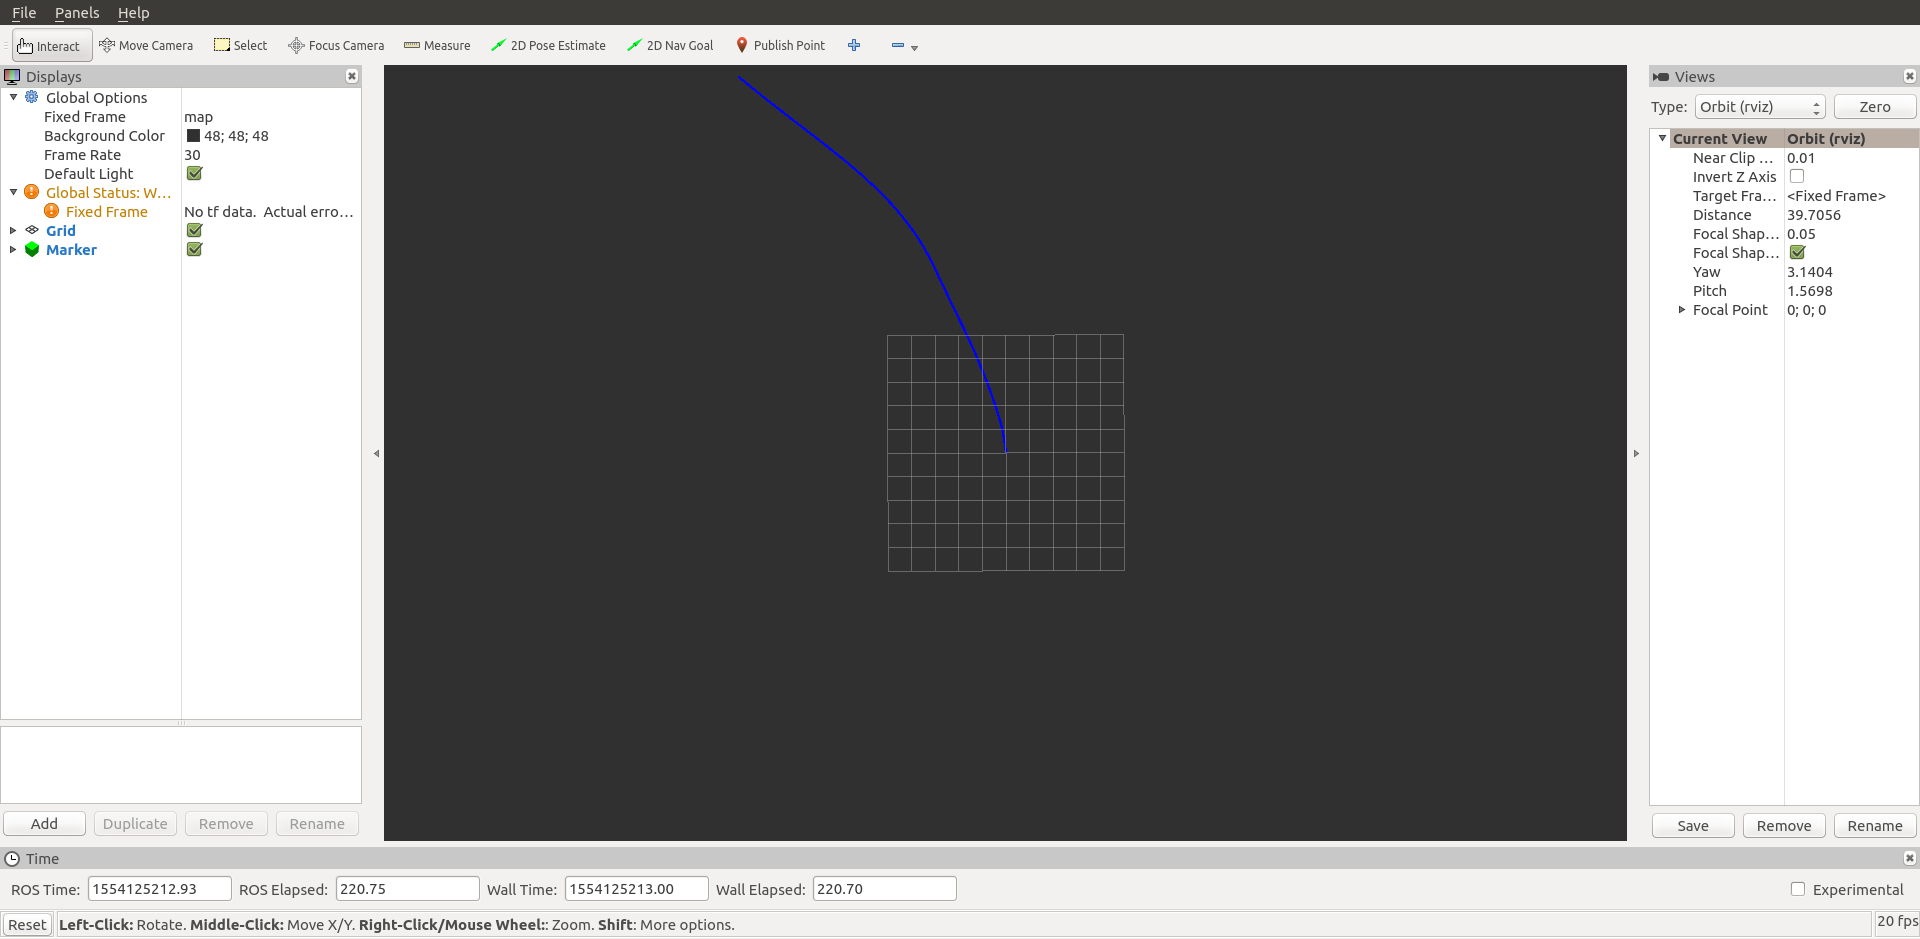 File Panels Help
Interact Move Camera Select Focus Camera Measure 2D Pose Estimate 2D Nav Goal Publish Point
Displays
Global Options
Fixed Frame map
Background Color 48; 48; 48
Frame Rate 30
Default Light
Global Status: W...
Fixed Frame No tf data.  Actual erro...
Grid
Marker
Add Duplicate Remove Rename
Views
Type: Orbit (rviz) Zero
Current View Orbit (rviz)
Near Clip ... 0.01
Invert Z Axis
Target Fra... <Fixed Frame>
Distance 39.7056
Focal Shap... 0.05
Focal Shap...
Yaw 3.1404
Pitch 1.5698
Focal Point 0; 0; 0
Save Remove Rename
Time
ROS Time: 1554125212.93 ROS Elapsed: 220.75 Wall Time: 1554125213.00 Wall Elapsed: 220.70 Experimental
Reset Left-Click: Rotate. Middle-Click: Move X/Y. Right-Click/Mouse Wheel:: Zoom. Shift: More options. 20 fps